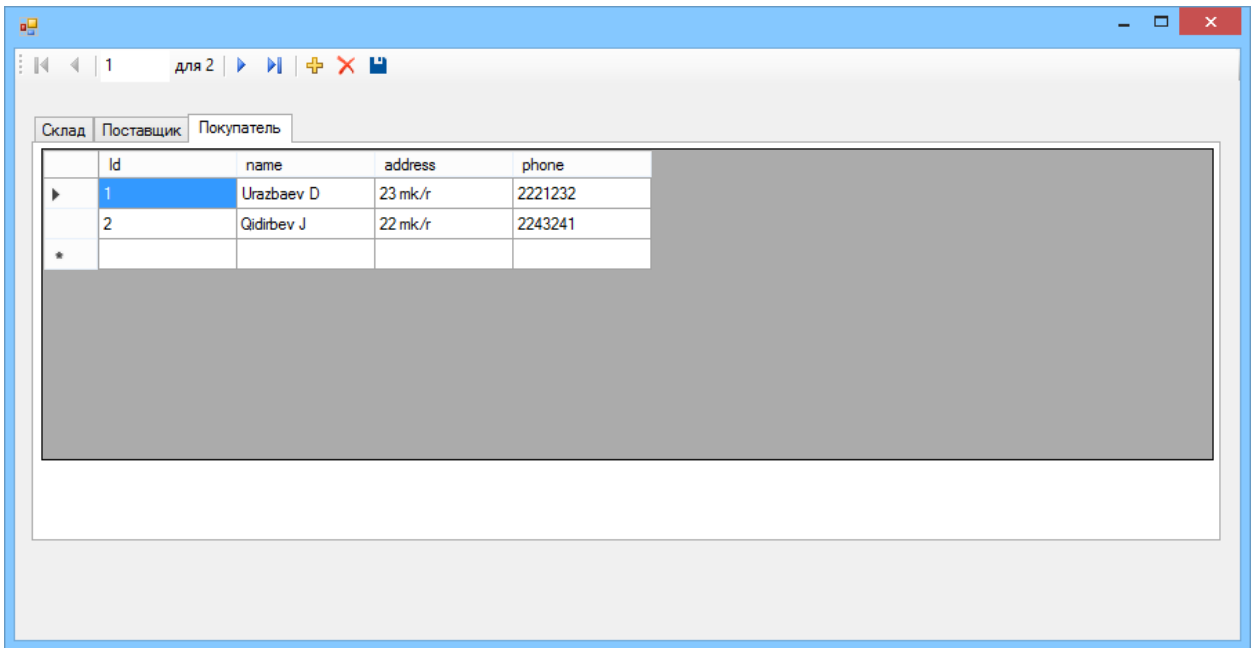 1 для 2
Склад Поставщик Покупатель
Id name address phone
1 Urazbaev D 23 mk/r 2221232
2 Qidirbev J 22 mk/r 2243241